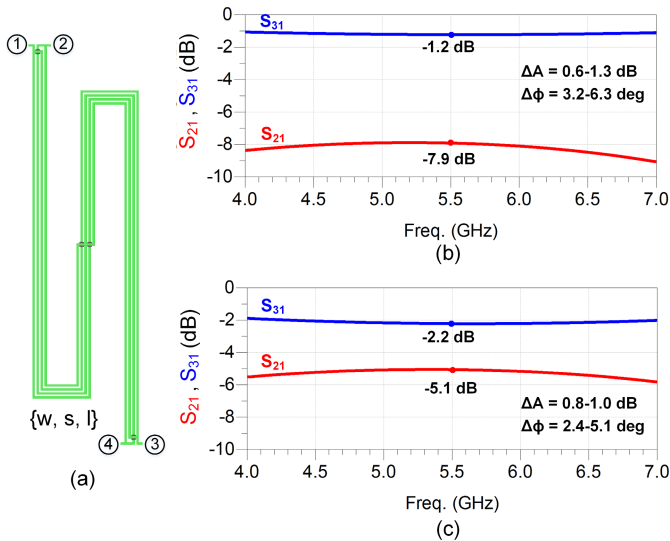 ① ②
{w, s, l}
④ ③
(a)
S21 , S31 (dB)
0
-2
-4
-6
-8
-10
S31
-1.2 dB
ΔA = 0.6-1.3 dB
Δϕ = 3.2-6.3 deg
S21
-7.9 dB
4.0 4.5 5.0 5.5 6.0 6.5 7.0
Freq. (GHz)
(b)
S21 , S31 (dB)
0
-2
-4
-6
-8
-10
S31
-2.2 dB
S21
-5.1 dB
ΔA = 0.8-1.0 dB
Δϕ = 2.4-5.1 deg
4.0 4.5 5.0 5.5 6.0 6.5 7.0
Freq. (GHz)
(c)